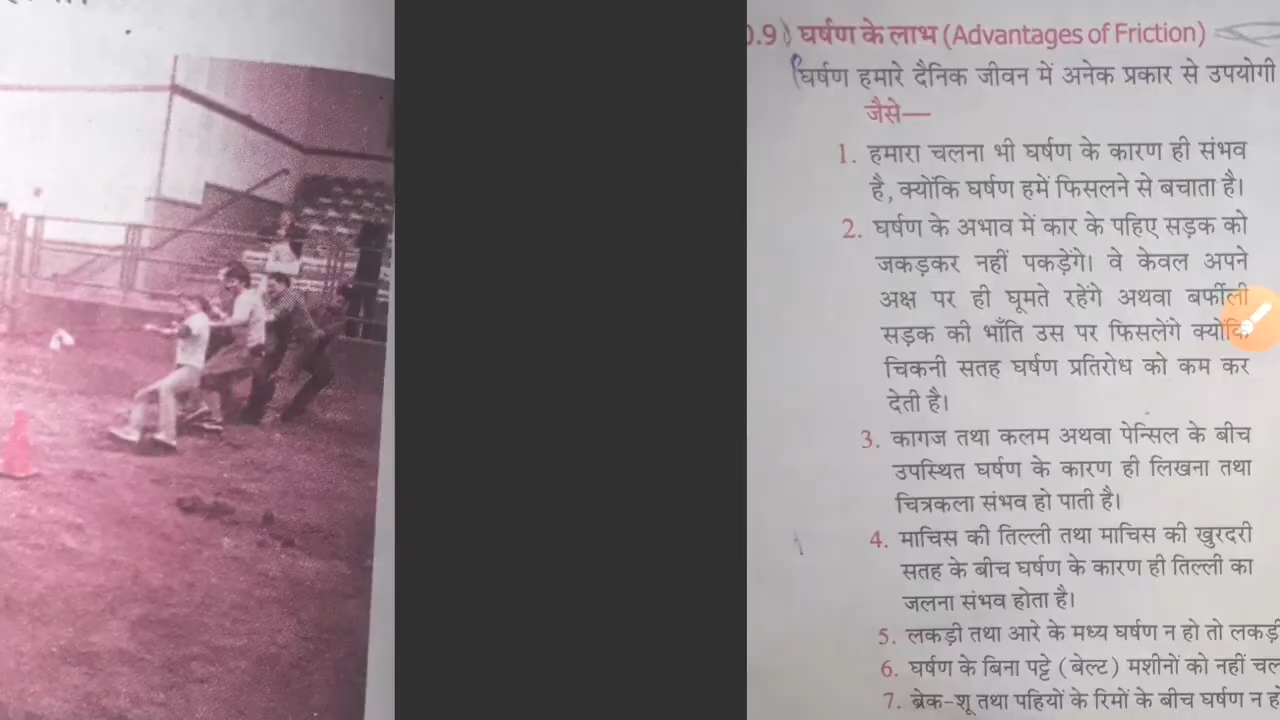 0.9) घर्षण के लाभ (Advantages of Friction)
घर्षण हमारे दैनिक जीवन में अनेक प्रकार से उपयोगी
जैसे—
1. हमारा चलना भी घर्षण के कारण ही संभव
है, क्योंकि घर्षण हमें फिसलने से बचाता है।
2. घर्षण के अभाव में कार के पहिए सड़क को
जकड़कर नहीं पकड़ेंगे। वे केवल अपने
अक्ष पर ही घूमते रहेंगे अथवा बर्फीली
सड़क की भाँति उस पर फिसलेंगे क्योंकि
चिकनी सतह घर्षण प्रतिरोध को कम कर
देती है।
3. कागज तथा कलम अथवा पेन्सिल के बीच
उपस्थित घर्षण के कारण ही लिखना तथा
चित्रकला संभव हो पाती है।
4. माचिस की तिल्ली तथा माचिस की खुरदरी
सतह के बीच घर्षण के कारण ही तिल्ली का
जलना संभव होता है।
5. लकड़ी तथा आरे के मध्य घर्षण न हो तो लकड़ी
6. घर्षण के बिना पट्टे (बेल्ट) मशीनों को नहीं
7. ब्रेक-शू तथा पहियों के रिमों के बीच घर्षण न